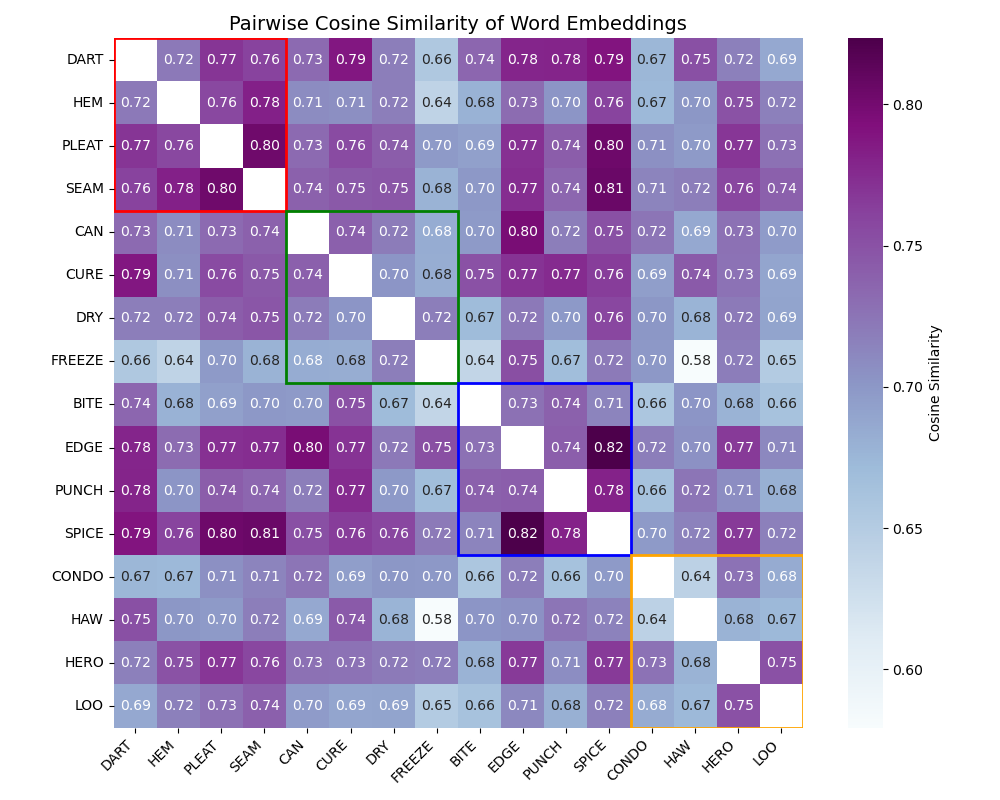 Pairwise Cosine Similarity of Word Embeddings
DART 0.72 0.77 0.76 0.73 0.79 0.72 0.66 0.74 0.78 0.78 0.79 0.67 0.75 0.72 0.69
HEM 0.72 0.76 0.78 0.71 0.71 0.72 0.64 0.68 0.73 0.70 0.76 0.67 0.70 0.75 0.72
PLEAT 0.77 0.76 0.80 0.73 0.76 0.74 0.70 0.69 0.77 0.74 0.80 0.71 0.70 0.77 0.73
SEAM 0.76 0.78 0.80 0.74 0.75 0.75 0.68 0.70 0.77 0.74 0.81 0.71 0.72 0.76 0.74
CAN 0.73 0.71 0.73 0.74 0.74 0.72 0.68 0.70 0.80 0.72 0.75 0.72 0.69 0.73 0.70
CURE 0.79 0.71 0.76 0.75 0.74 0.70 0.68 0.75 0.77 0.77 0.76 0.69 0.74 0.73 0.69
DRY 0.72 0.72 0.74 0.75 0.72 0.70 0.72 0.67 0.72 0.70 0.76 0.70 0.68 0.72 0.69
FREEZE 0.66 0.64 0.70 0.68 0.68 0.68 0.72 0.64 0.75 0.67 0.72 0.70 0.58 0.72 0.65
BITE 0.74 0.68 0.69 0.70 0.70 0.75 0.67 0.64 0.73 0.74 0.71 0.66 0.70 0.68 0.66
EDGE 0.78 0.73 0.77 0.77 0.80 0.77 0.72 0.75 0.73 0.74 0.82 0.72 0.70 0.77 0.71
PUNCH 0.78 0.70 0.74 0.74 0.72 0.77 0.70 0.67 0.74 0.74 0.78 0.66 0.72 0.71 0.68
SPICE 0.79 0.76 0.80 0.81 0.75 0.76 0.76 0.72 0.71 0.82 0.78 0.70 0.72 0.77 0.72
CONDO 0.67 0.67 0.71 0.71 0.72 0.69 0.70 0.70 0.66 0.72 0.66 0.70 0.64 0.73 0.68
HAW 0.75 0.70 0.70 0.72 0.69 0.74 0.68 0.58 0.70 0.70 0.72 0.72 0.64 0.68 0.67
HERO 0.72 0.75 0.77 0.76 0.73 0.73 0.72 0.72 0.68 0.77 0.71 0.77 0.73 0.68 0.75
LOO 0.69 0.72 0.73 0.74 0.70 0.69 0.69 0.65 0.66 0.71 0.68 0.72 0.68 0.67 0.75
DART HEM PLEAT SEAM CAN CURE DRY FREEZE BITE EDGE PUNCH SPICE CONDO HAW HERO LOO
0.80
0.75
0.70
0.65
0.60
Cosine Similarity